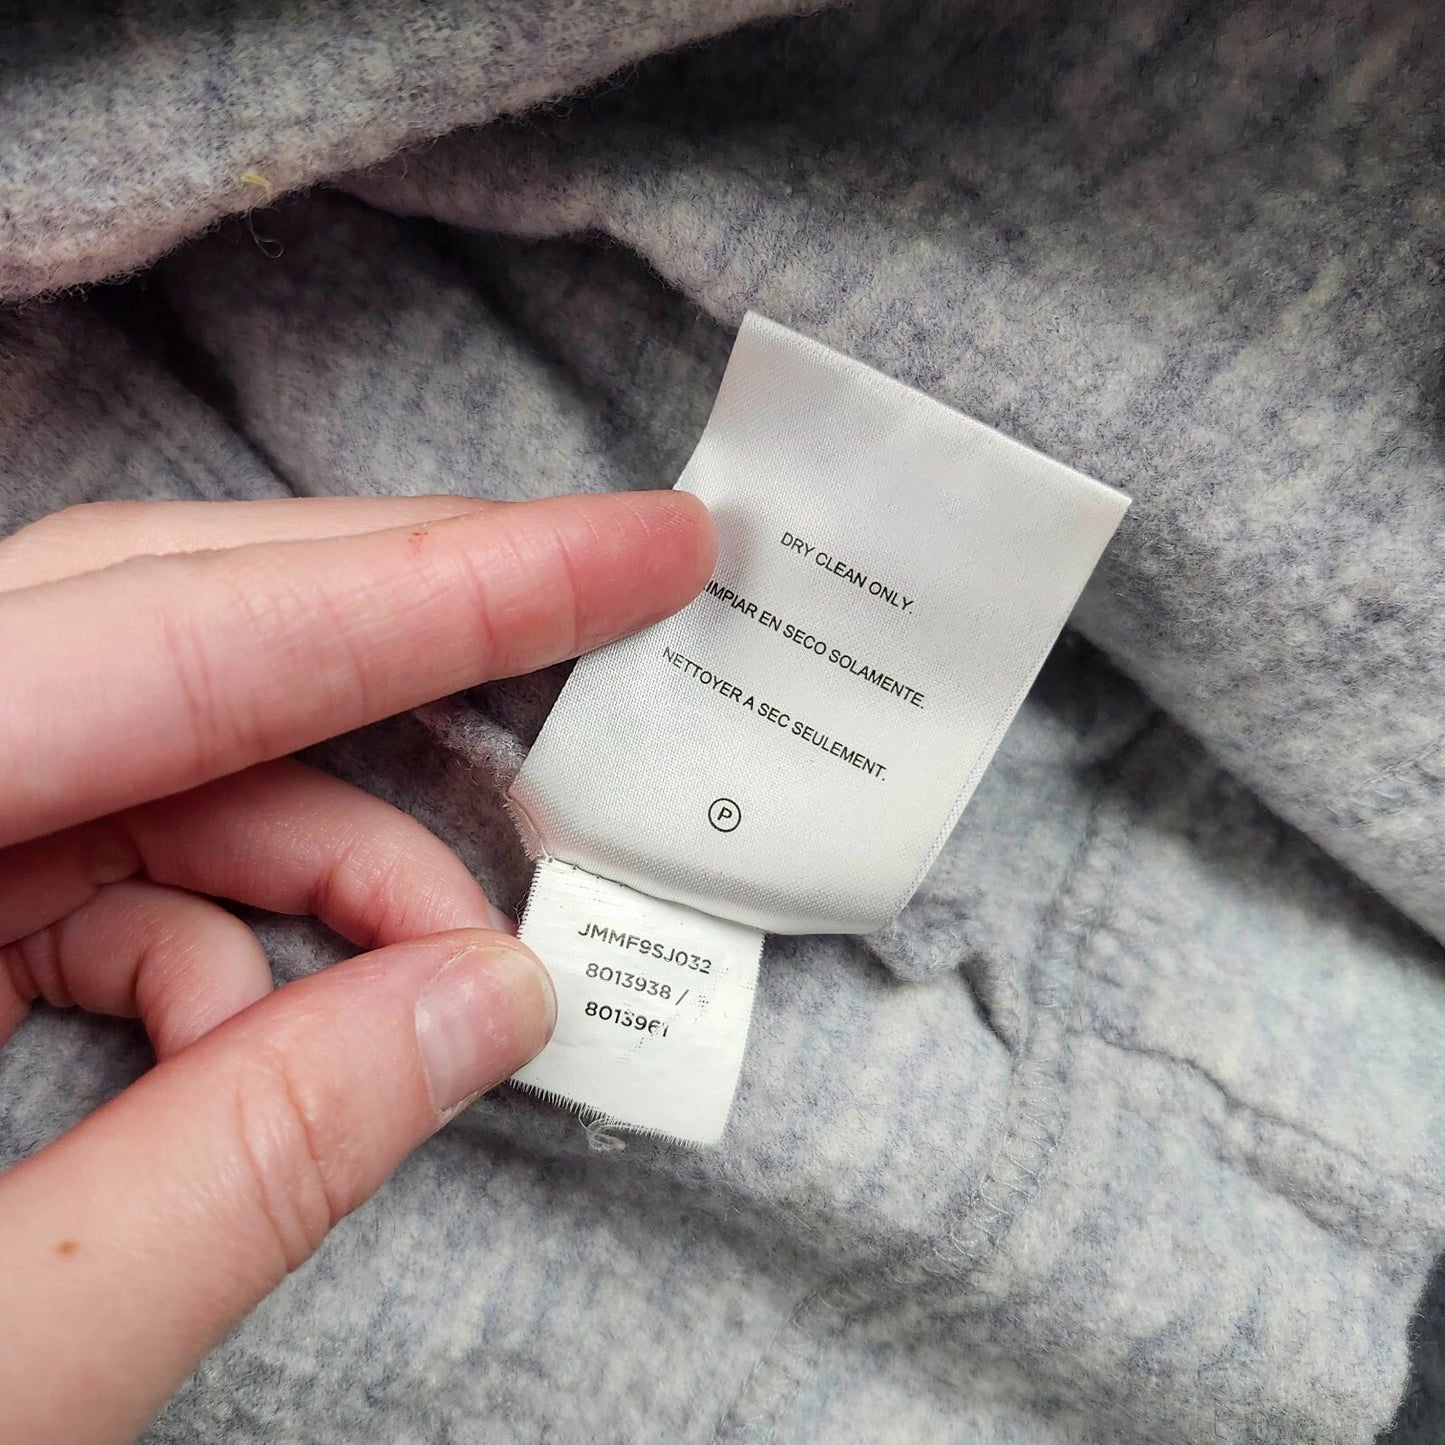 DRY CLEAN ONLY.
IMPIAR EN SECO SOLAMENTE.
NETTOYER A SEC SEULEMENT.
P
JMMF9SJ032
8013938 /
8013961